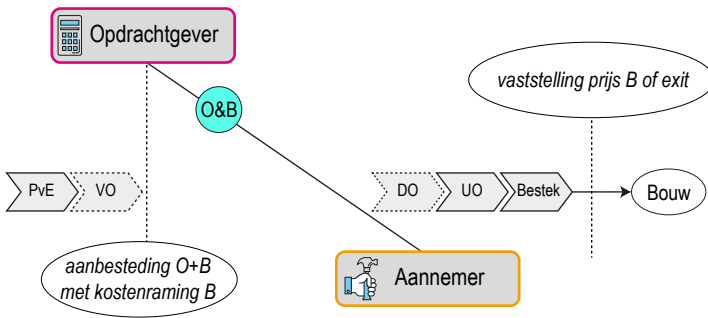 Opdrachtgever
vaststelling prijs B of exit
O&B
PvE
VO
DO
UO
Bestek
Bouw
aanbesteding O+B
met kostenraming B
Aannemer